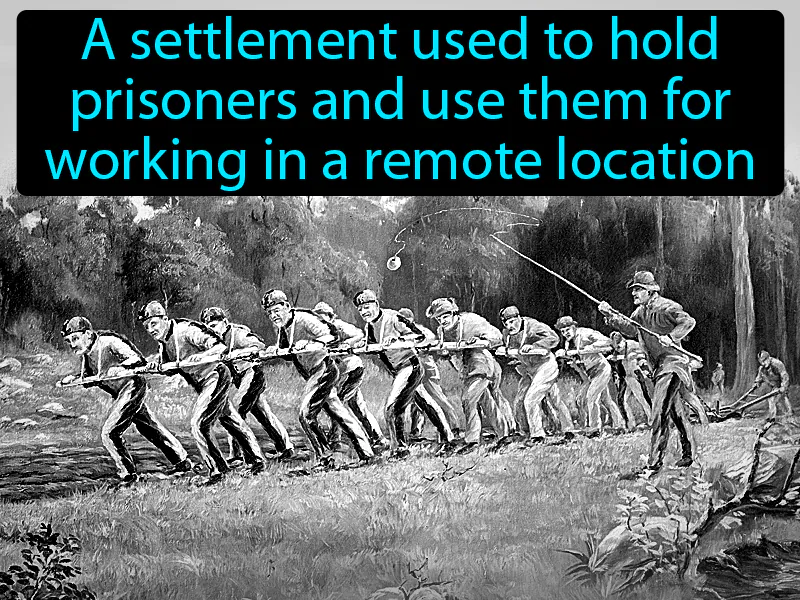 A settlement used to hold
prisoners and use them for
working in a remote location